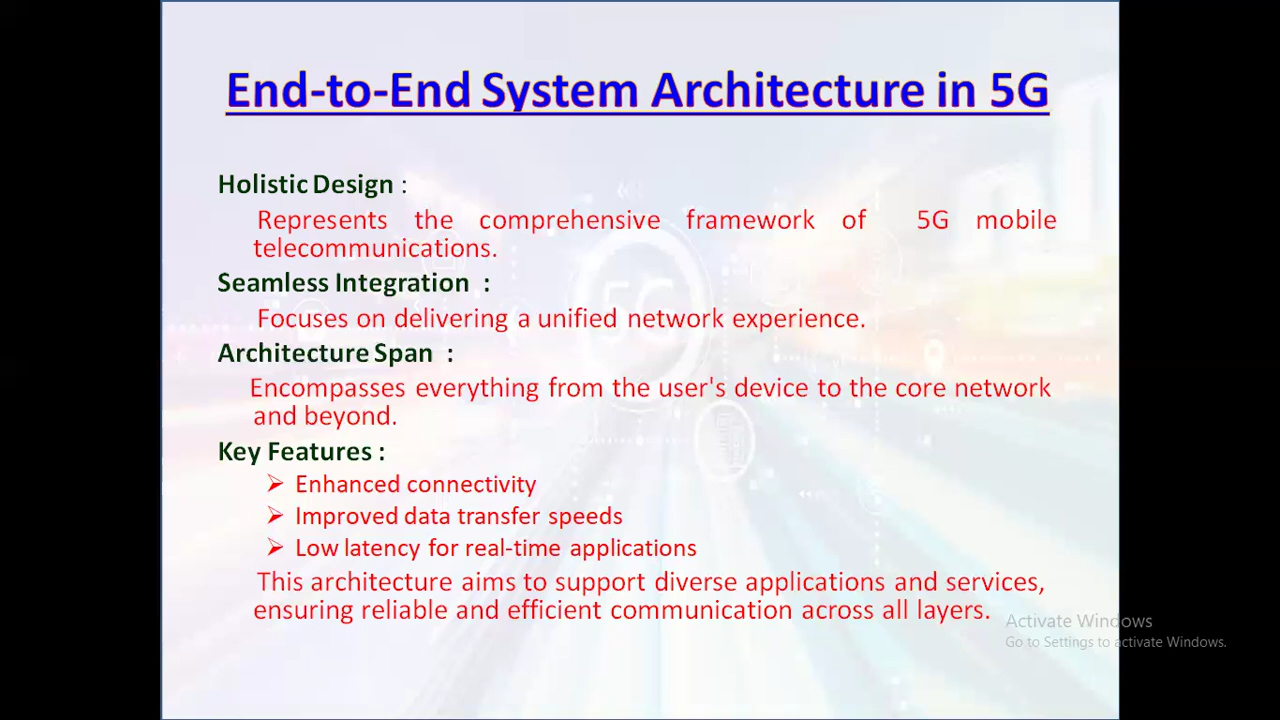 End-to-End System Architecture in 5G
Holistic Design :
Represents the comprehensive framework of 5G mobile
telecommunications.
Seamless Integration :
Focuses on delivering a unified network experience.
Architecture Span :
Encompasses everything from the user's device to the core network
and beyond.
Key Features :
➢ Enhanced connectivity
➢ Improved data transfer speeds
➢ Low latency for real-time applications
This architecture aims to support diverse applications and services,
ensuring reliable and efficient communication across all layers.
5G
Activate Windows
Go to Settings to activate Windows.